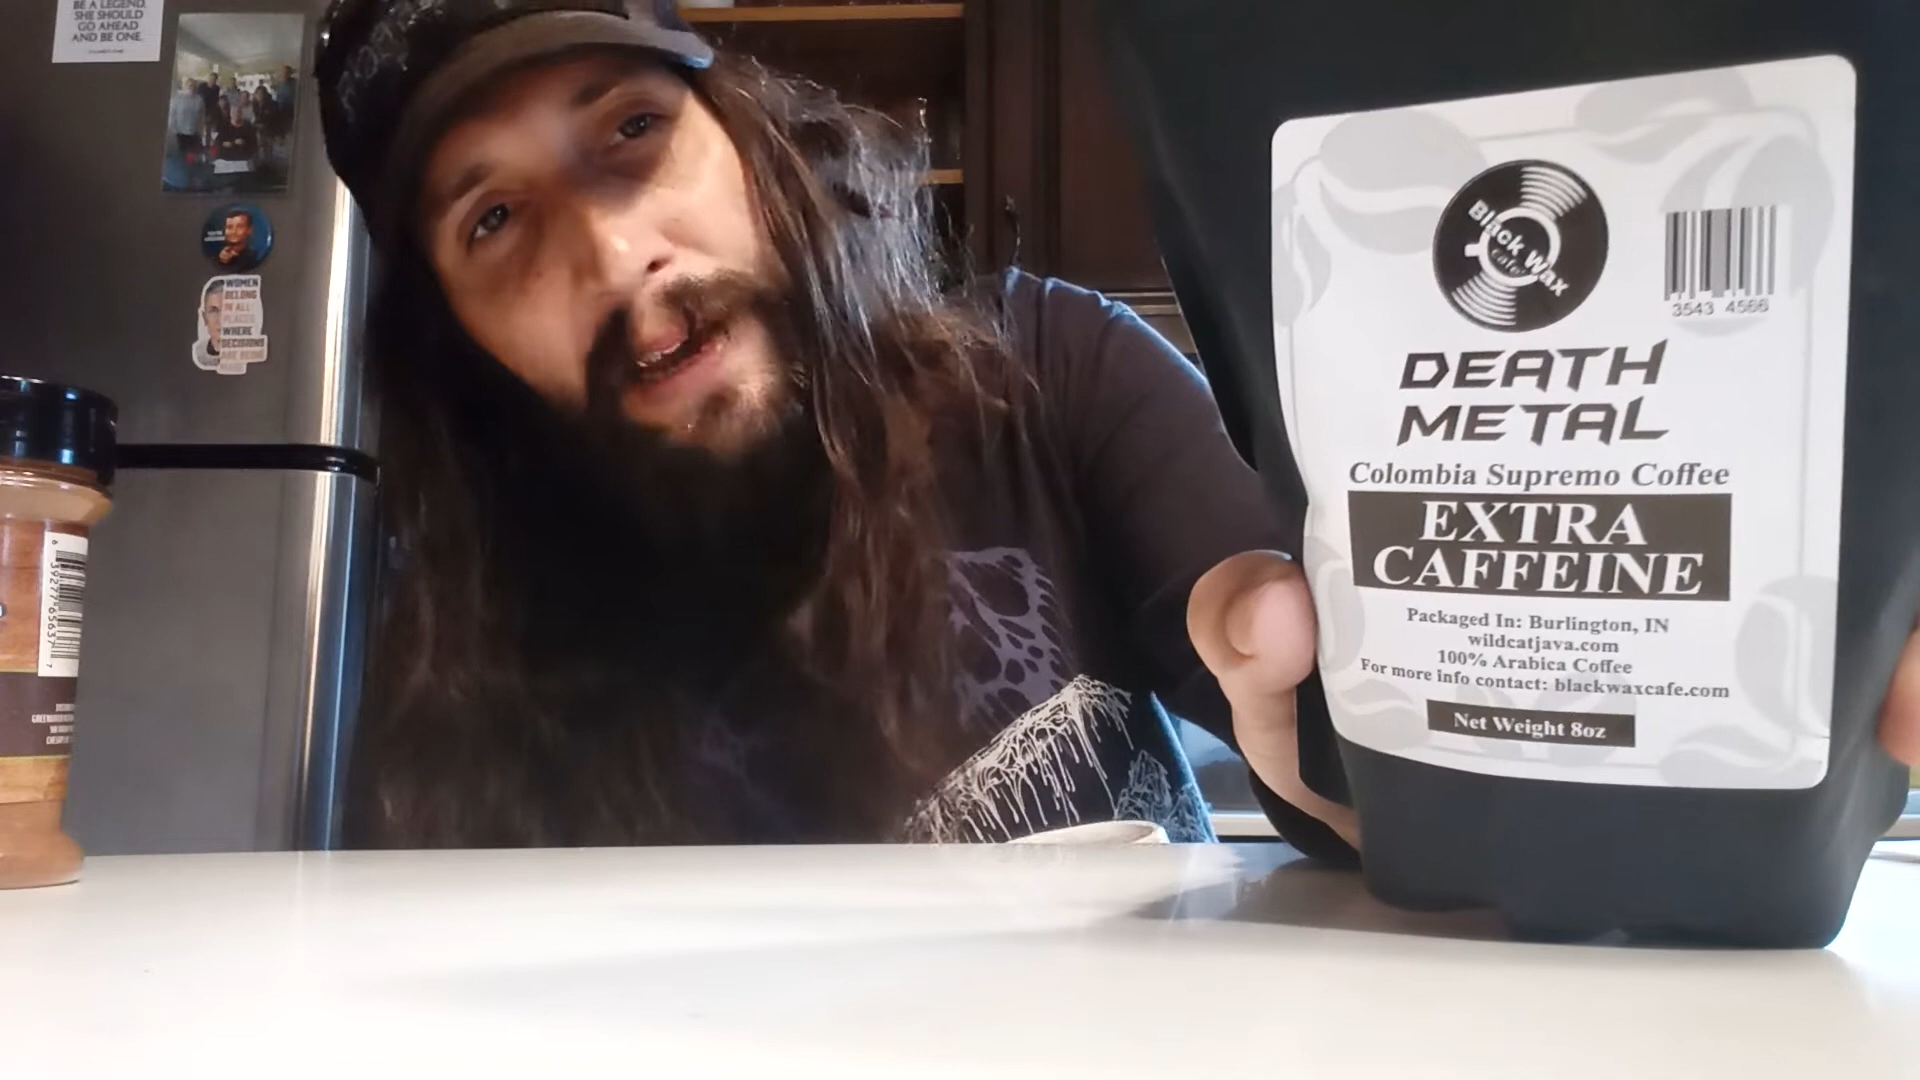 BE A LEGEND.
SHE SHOULD
GO AHEAD
AND BE ONE.
WOMEN
BELONG
IN ALL
PLACES
WHERE
DECISIONS
ARE BEING
MADE
Black Wax
Cafe
3543 4566
DEATH
METAL
Colombia Supremo Coffee
EXTRA
CAFFEINE
Packaged In: Burlington, IN
wildcatjava.com
100% Arabica Coffee
For more info contact: blackwaxcafe.com
Net Weight 8oz